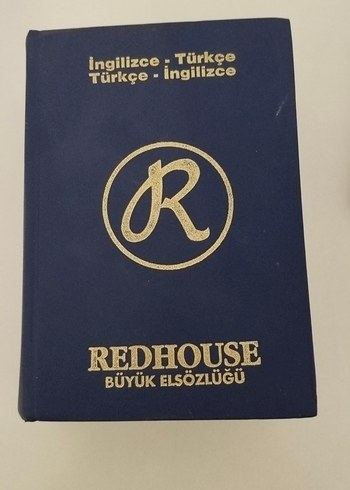 İngilizce - Türkçe
Türkçe - İngilizce
R
REDHOUSE
BÜYÜK ELSÖZLÜĞÜ